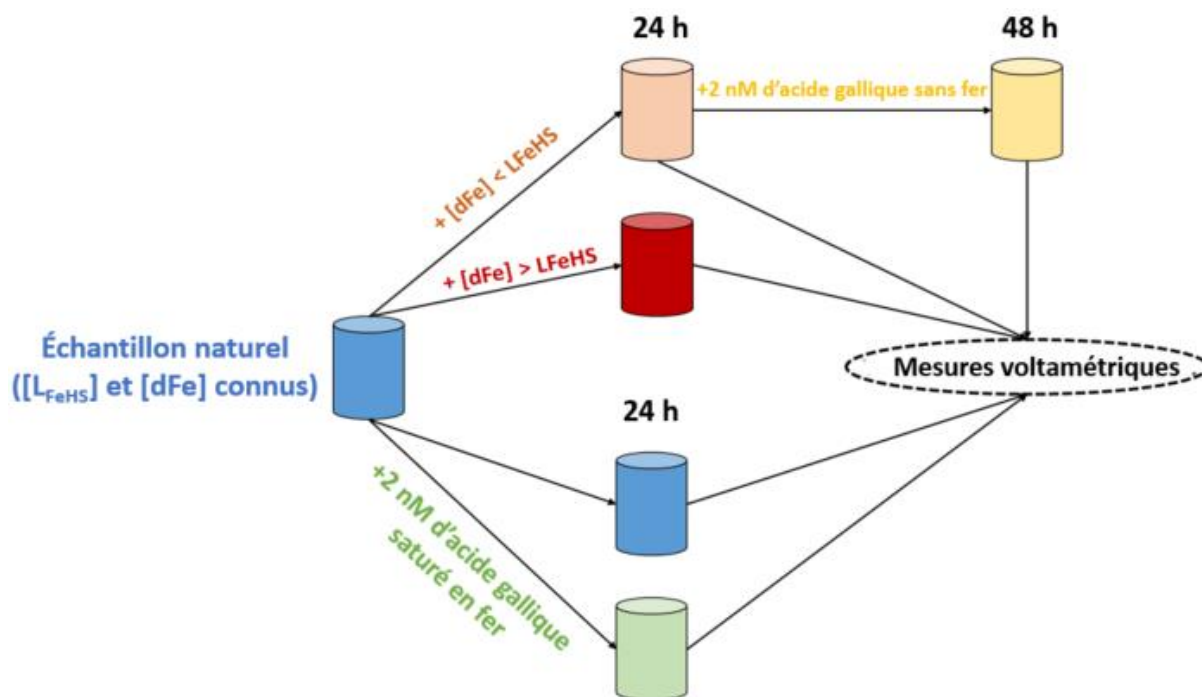 24 h
48 h
+2 nM d'acide gallique sans fer
+ [dFe] < LFeHS
+ [dFe] > LFeHS
Échantillon naturel
([LFeHS] et [dFe] connus)
Mesures voltamétriques
24 h
+2 nM d'acide gallique
saturé en fer